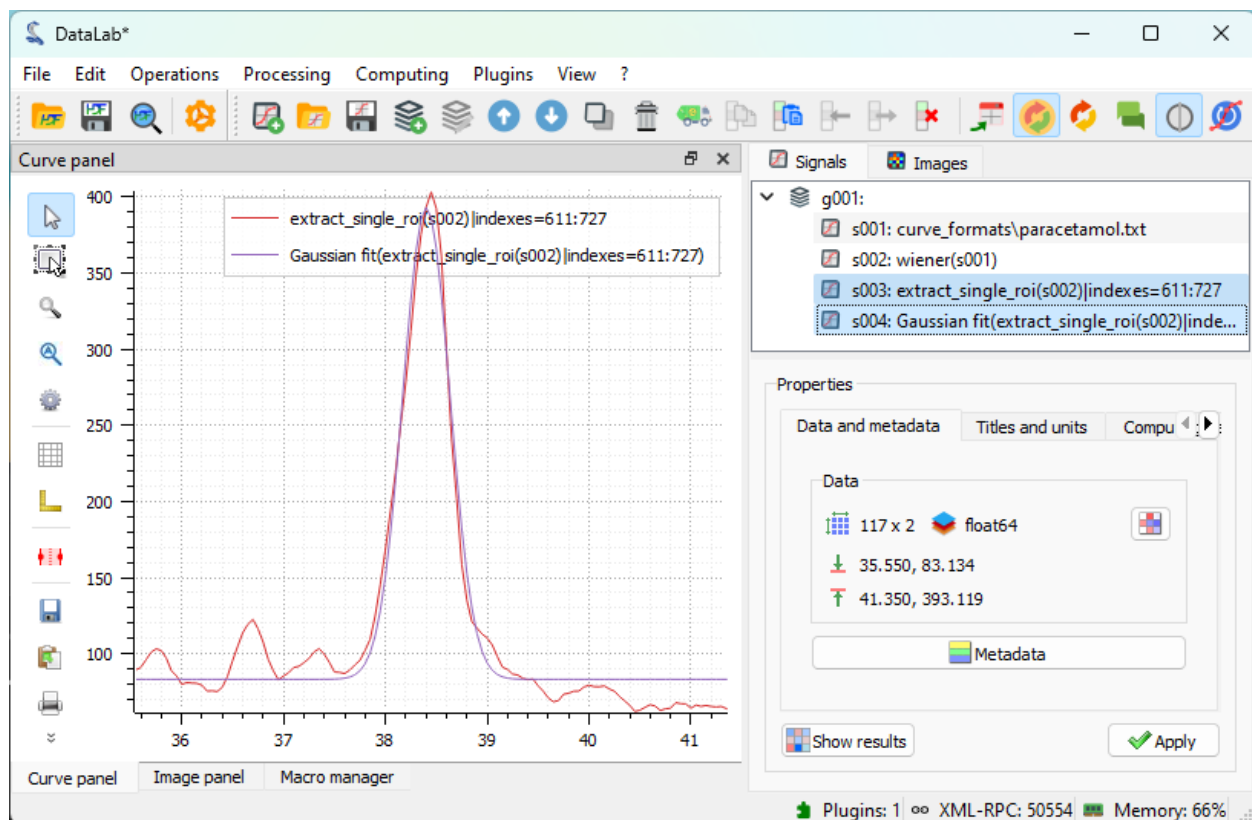 DataLab*
File Edit Operations Processing Computing Plugins View ?
Curve panel
400
350
300
250
200
150
100
36 37 38 39 40 41
extract_single_roi(s002)|indexes=611:727
Gaussian fit(extract_single_roi(s002)|indexes=611:727)
Curve panel Image panel Macro manager
Signals Images
g001:
s001: curve_formats\paracetamol.txt
s002: wiener(s001)
s003: extract_single_roi(s002)|indexes=611:727
s004: Gaussian fit(extract_single_roi(s002)|inde...
Properties
Data and metadata Titles and units Compu
Data
117 x 2 float64
35.550, 83.134
41.350, 393.119
Metadata
Show results Apply
Plugins: 1 XML-RPC: 50554 Memory: 66%